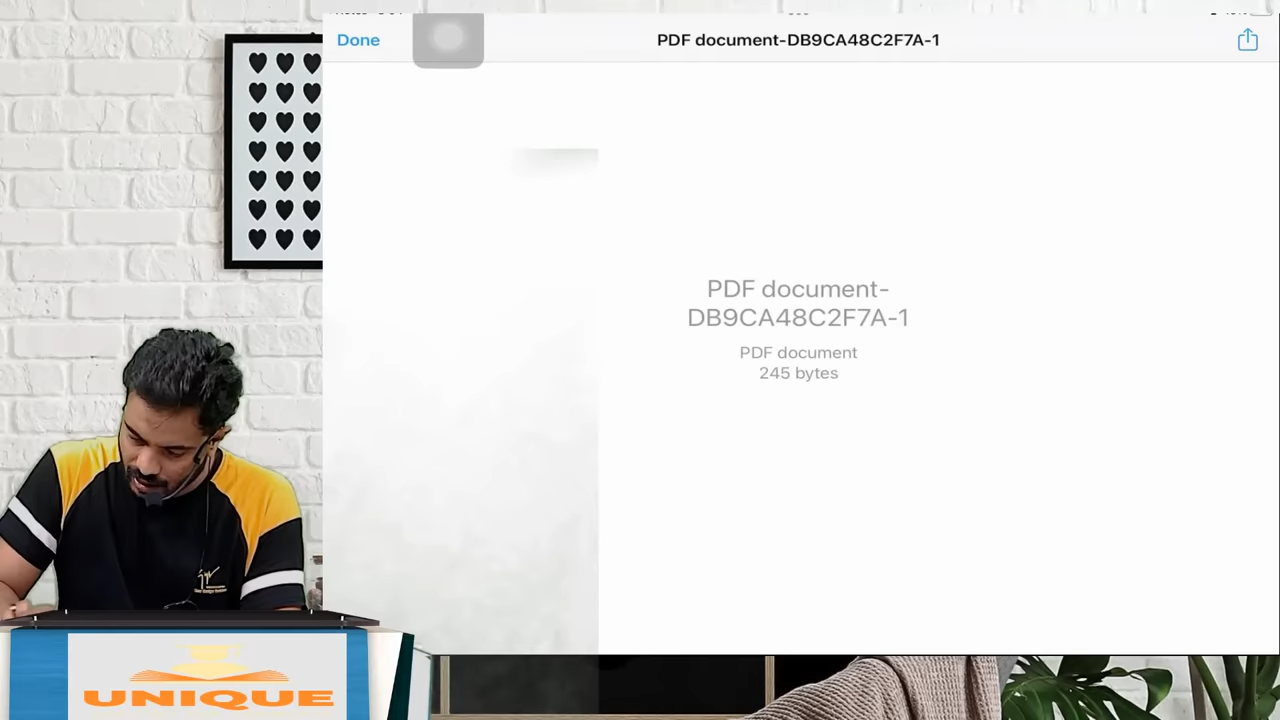 Done
PDF document-DB9CA48C2F7A-1
PDF document-
DB9CA48C2F7A-1
PDF document
245 bytes
UNIQUE